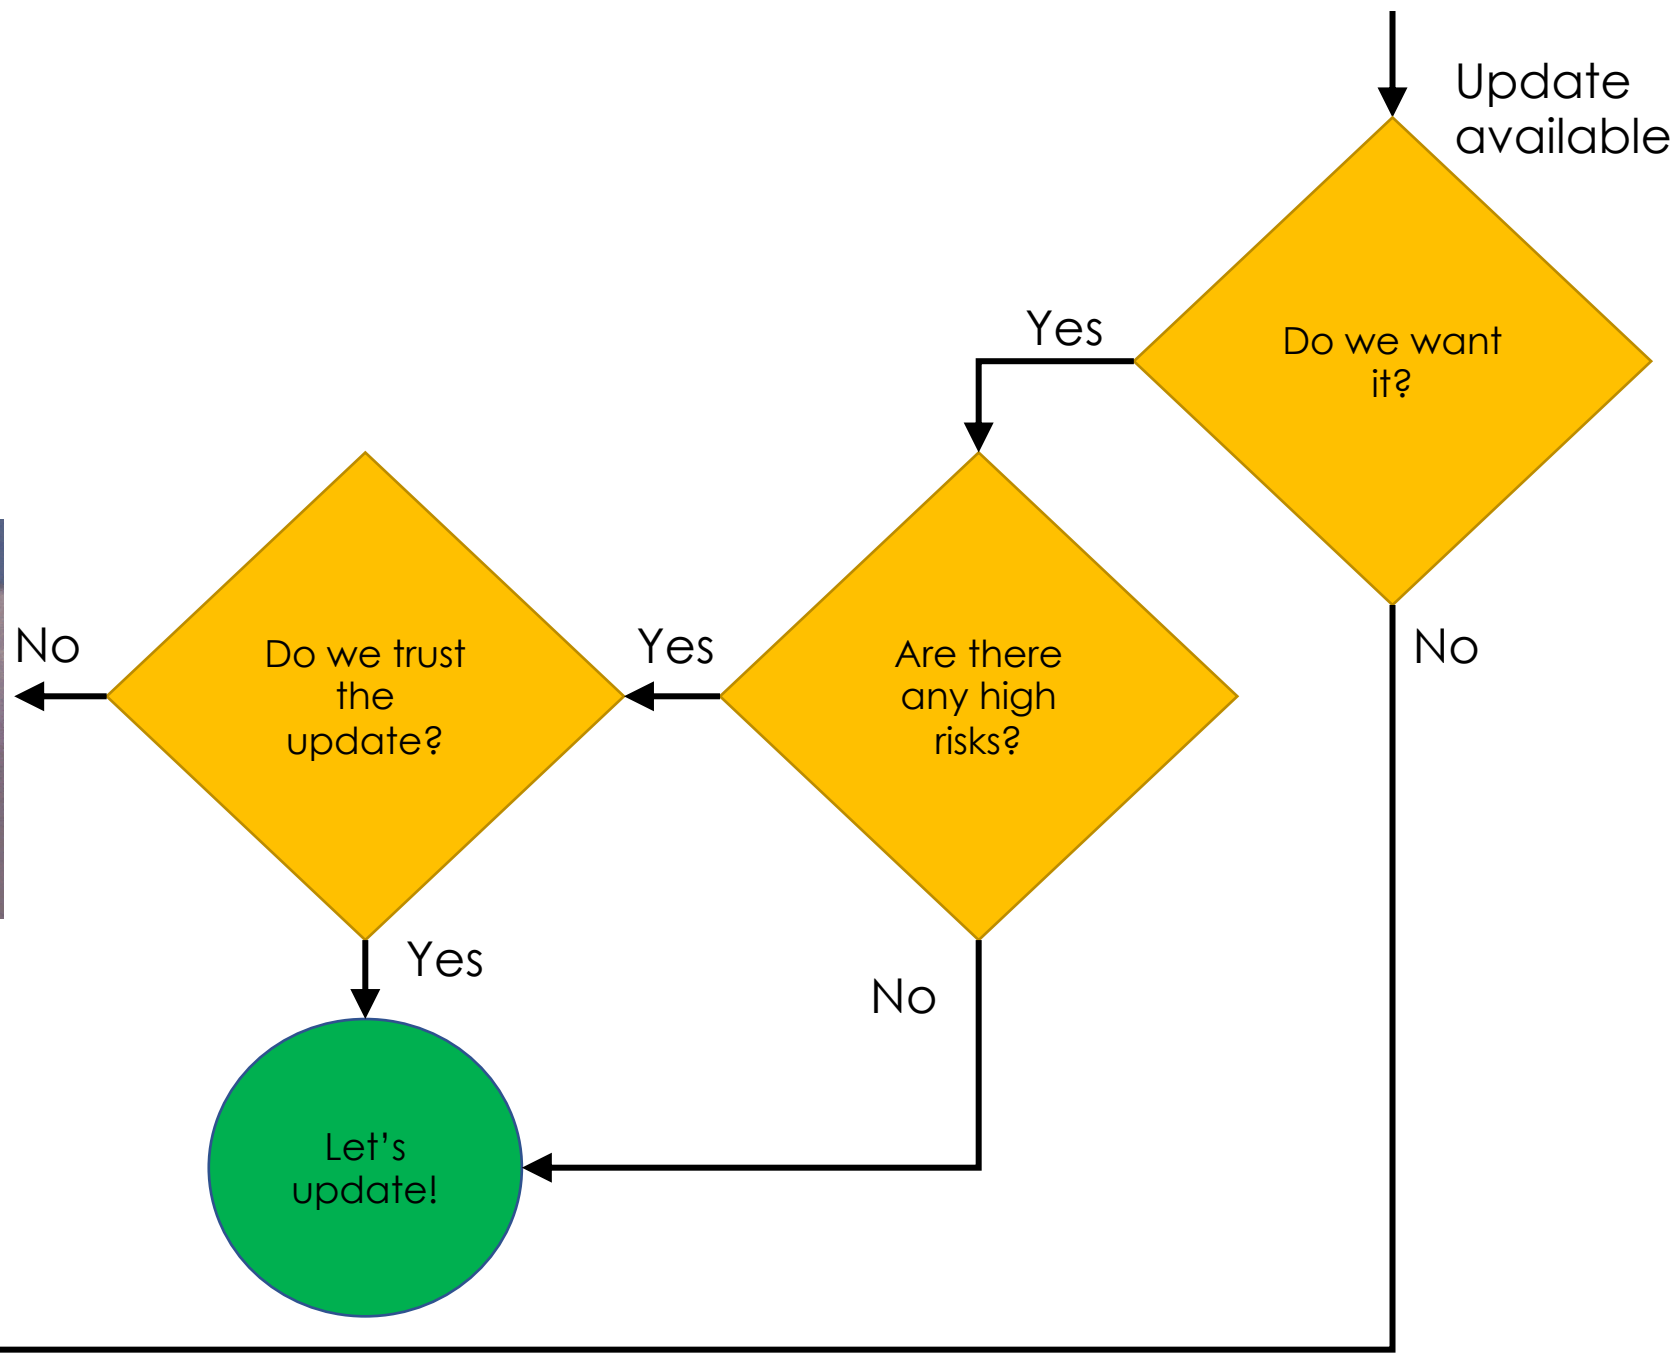 Update
available
Do we want
it?
Yes
No
Are there
any high
risks?
Yes
No
Do we trust
the
update?
No
Yes
Let’s
update!